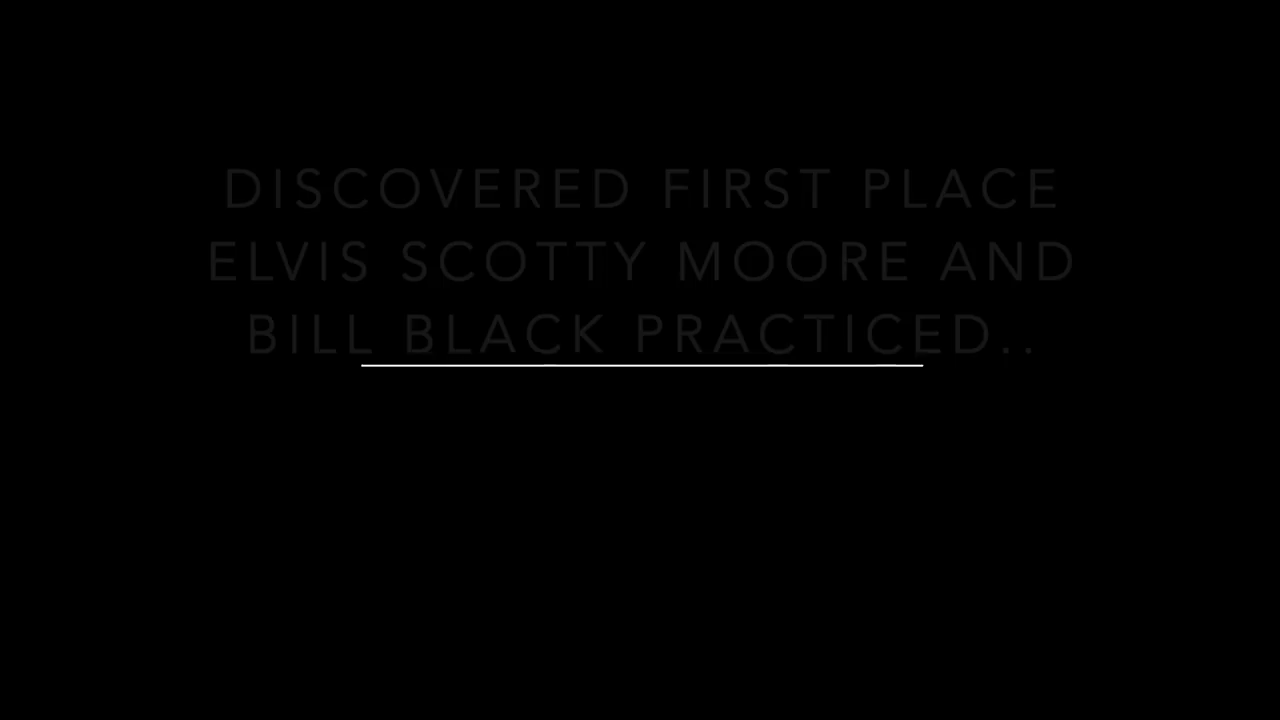 DISCOVERED FIRST PLACE
ELVIS SCOTTY MOORE AND
BILL BLACK PRACTICED..